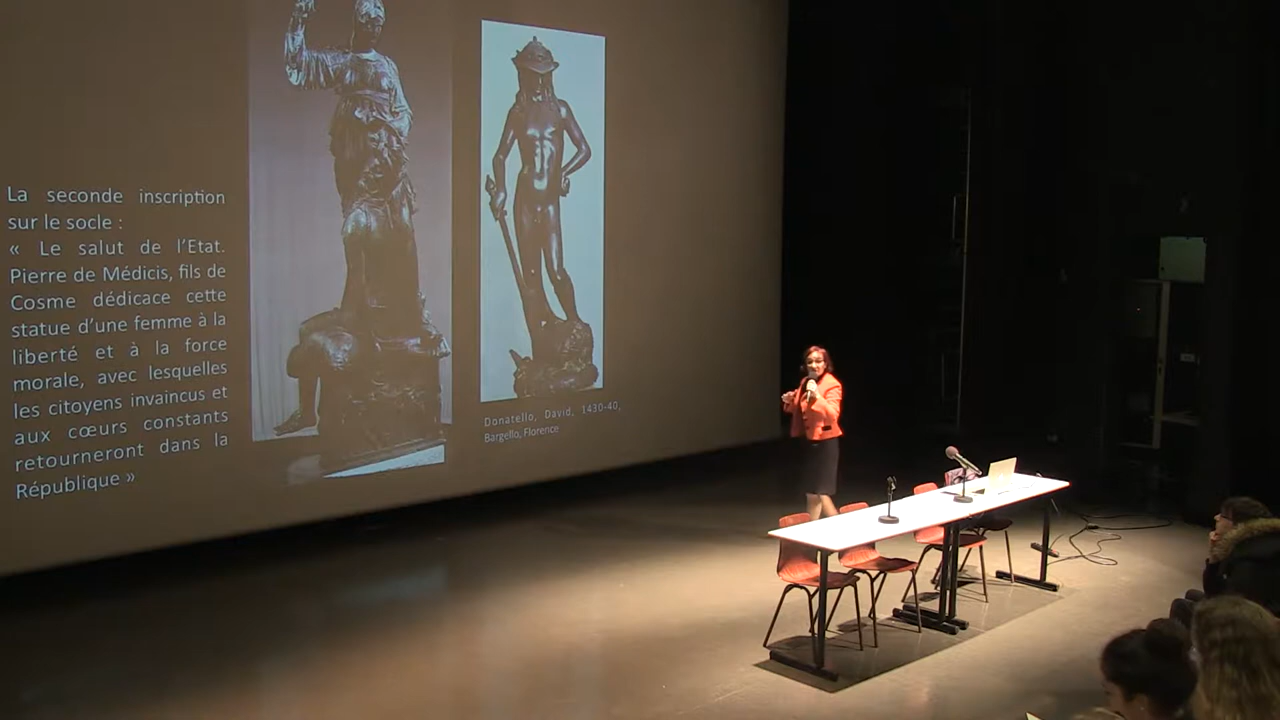 La seconde inscription
sur le socle :
« Le salut de l'Etat.
Pierre de Médicis, fils de
Cosme dédicace cette
statue d'une femme à la
liberté et à la force
morale, avec lesquelles
les citoyens invaincus et
aux cœurs constants
retourneront dans la
République »
Donatello, David, 1430-40,
Bargello, Florence